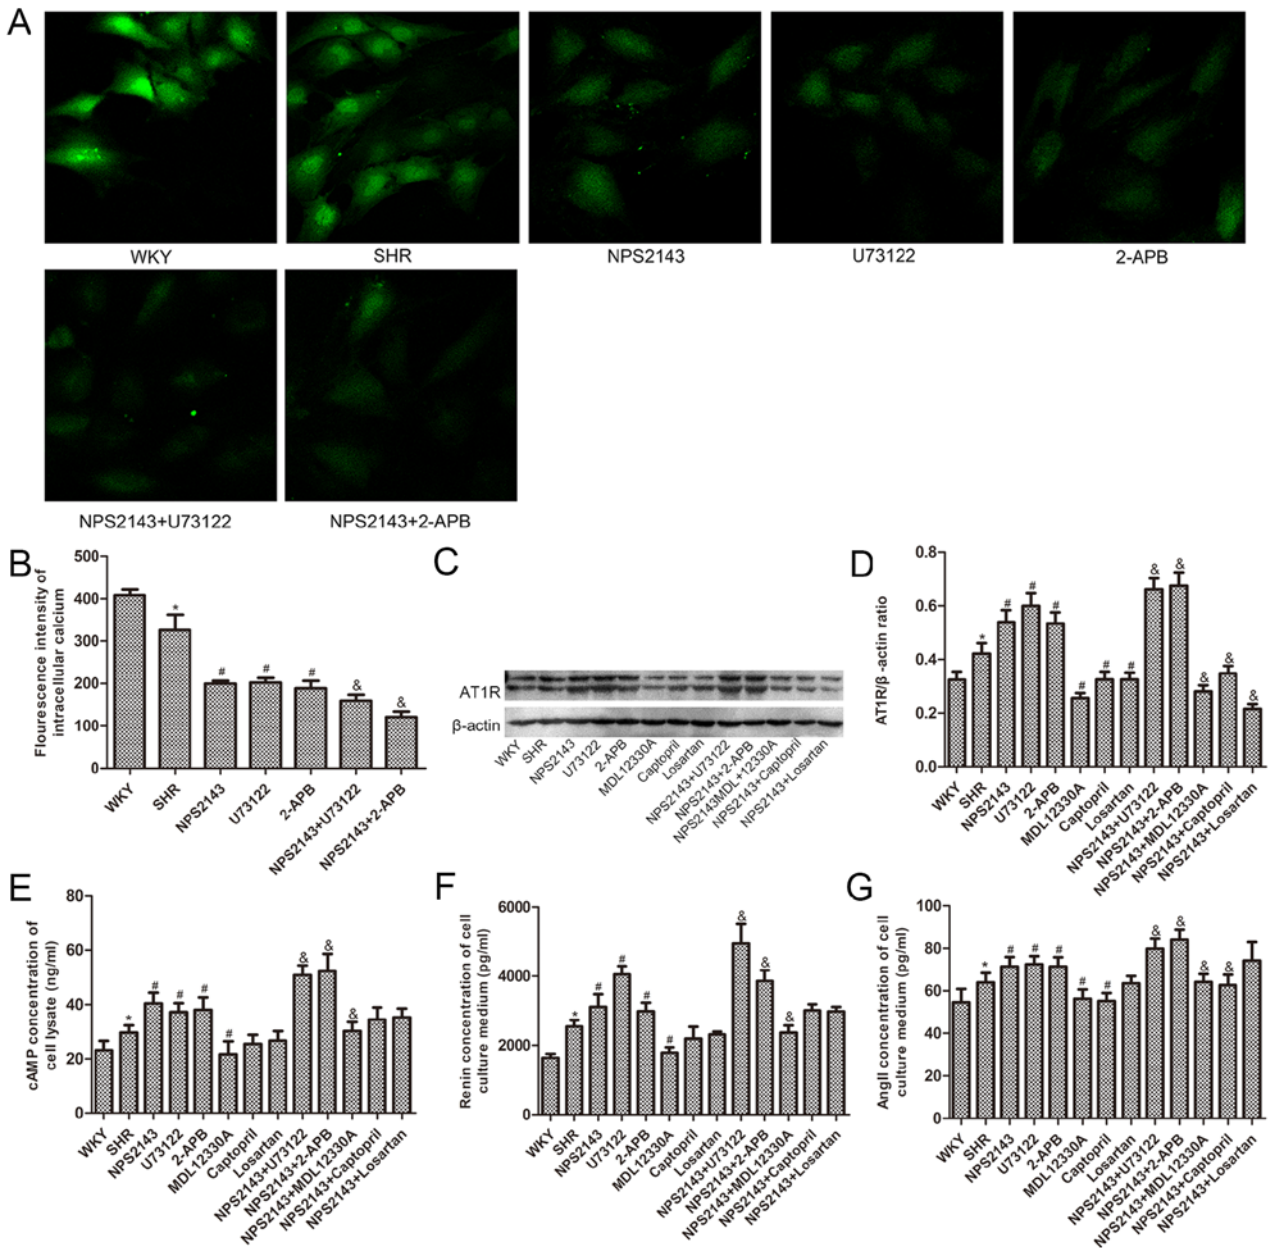 A
WKY
SHR
NPS2143
U73122
2-APB
NPS2143+U73122
NPS2143+2-APB
B
Flourescence intensity of
intracellular calcium
500
400
300
200
100
0
*
#
#
#
&
&
WKY
SHR
NPS2143
U73122
2-APB
NPS2143+U73122
NPS2143+2-APB
C
AT1R
β-actin
WKY
SHR
NPS2143
U73122
2-APB
MDL12330A
Captopril
Losartan
NPS2143+U73122
NPS2143+2-APB
NPS2143MDL+12330A
NPS2143+Captopril
NPS2143+Losartan
D
AT1R/β -actin ratio
0.8
0.6
0.4
0.2
0.0
*
#
#
#
#
#
#
&
&
&
&
&
WKY
SHR
NPS2143
U73122
2-APB
MDL12330A
Captopril
Losartan
NPS2143+U73122
NPS2143+2-APB
NPS2143+MDL12330A
NPS2143+Captopril
NPS2143+Losartan
E
cAMP concentration of
cell lysate (ng/ml)
80
60
40
20
0
*
#
#
#
#
&
&
&
WKY
SHR
NPS2143
U73122
2-APB
MDL12330A
Captopril
Losartan
NPS2143+U73122
NPS2143+2-APB
NPS2143+MDL12330A
NPS2143+Captopril
NPS2143+Losartan
F
Renin concentration of cell
culture medium (pg/ml)
6000
4000
2000
0
*
#
#
#
#
&
&
&
WKY
SHR
NPS2143
U73122
2-APB
MDL12330A
Captopril
Losartan
NPS2143+U73122
NPS2143+2-APB
NPS2143+MDL12330A
NPS2143+Captopril
NPS2143+Losartan
G
AngII concentration of cell
culture medium (pg/ml)
100
80
60
40
20
0
*
#
#
#
#
#
&
&
&
&
WKY
SHR
NPS2143
U73122
2-APB
MDL12330A
Captopril
Losartan
NPS2143+U73122
NPS2143+2-APB
NPS2143+MDL12330A
NPS2143+Captopril
NPS2143+Losartan